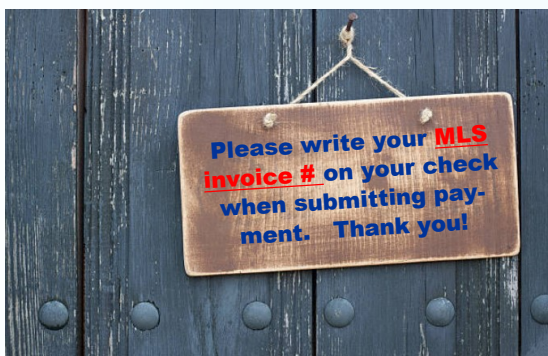 Please write your MLS
invoice # on your check
when submitting pay-
ment. Thank you!